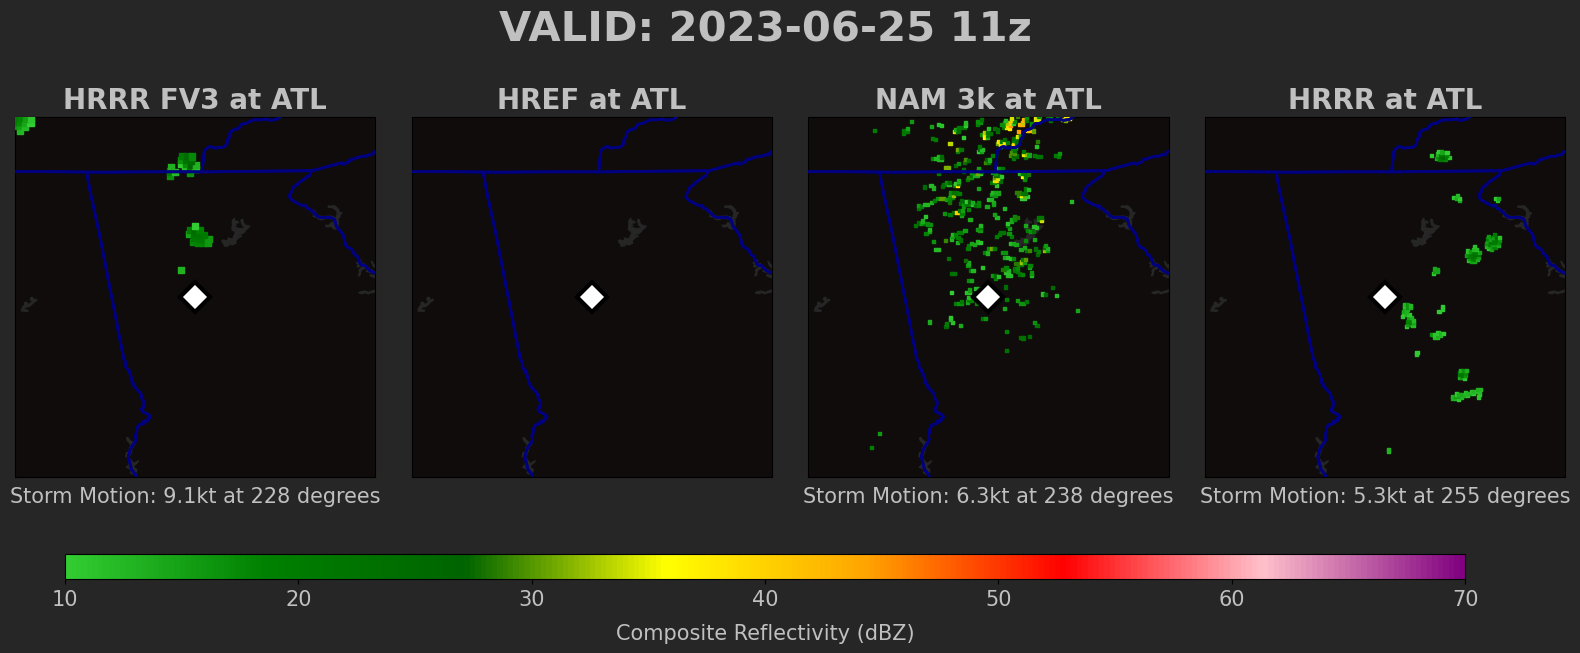 VALID: 2023-06-25 11z
HRRR FV3 at ATL
HREF at ATL
NAM 3k at ATL
HRRR at ATL
Storm Motion: 9.1kt at 228 degrees
Storm Motion: 6.3kt at 238 degrees
Storm Motion: 5.3kt at 255 degrees
10 20 30 40 50 60 70
Composite Reflectivity (dBZ)